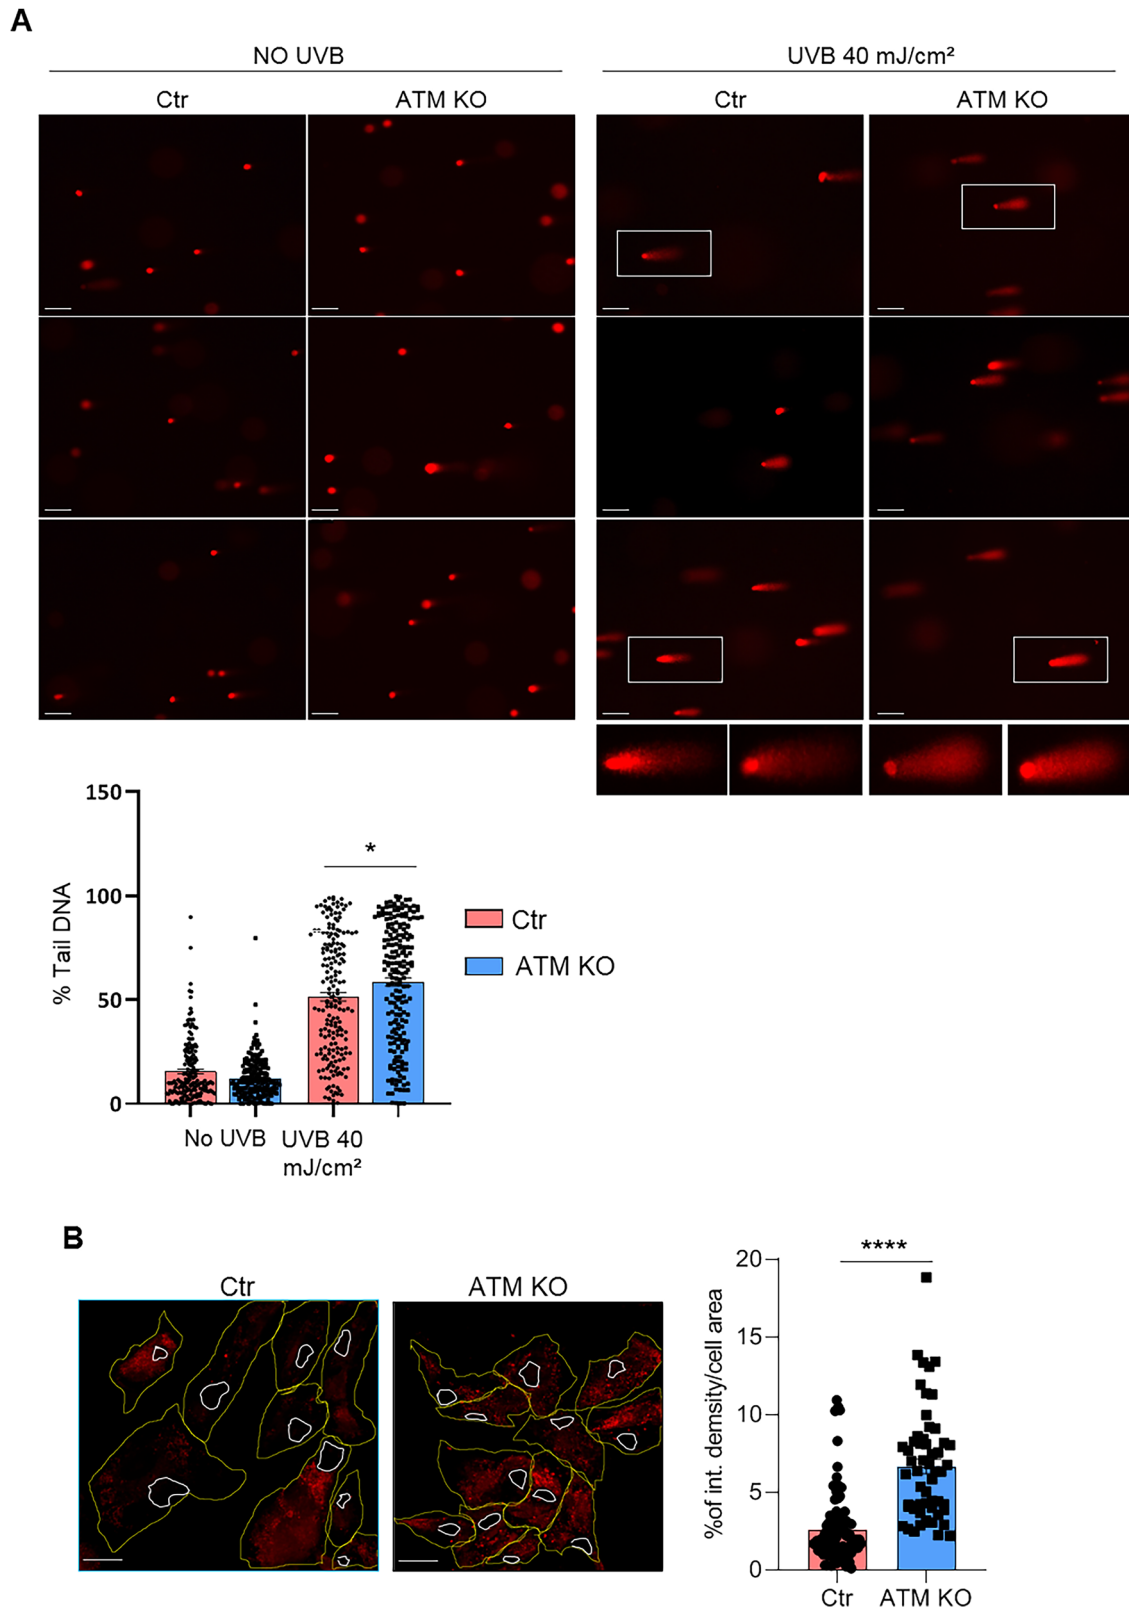 A
NO UVB
UVB 40 mJ/cm²
Ctr
ATM KO
Ctr
ATM KO
150
100
50
0
% Tail DNA
*
Ctr
ATM KO
No UVB
UVB 40
mJ/cm²
B
Ctr
ATM KO
20
15
10
5
0
%of int. demsity/cell area
****
Ctr
ATM KO